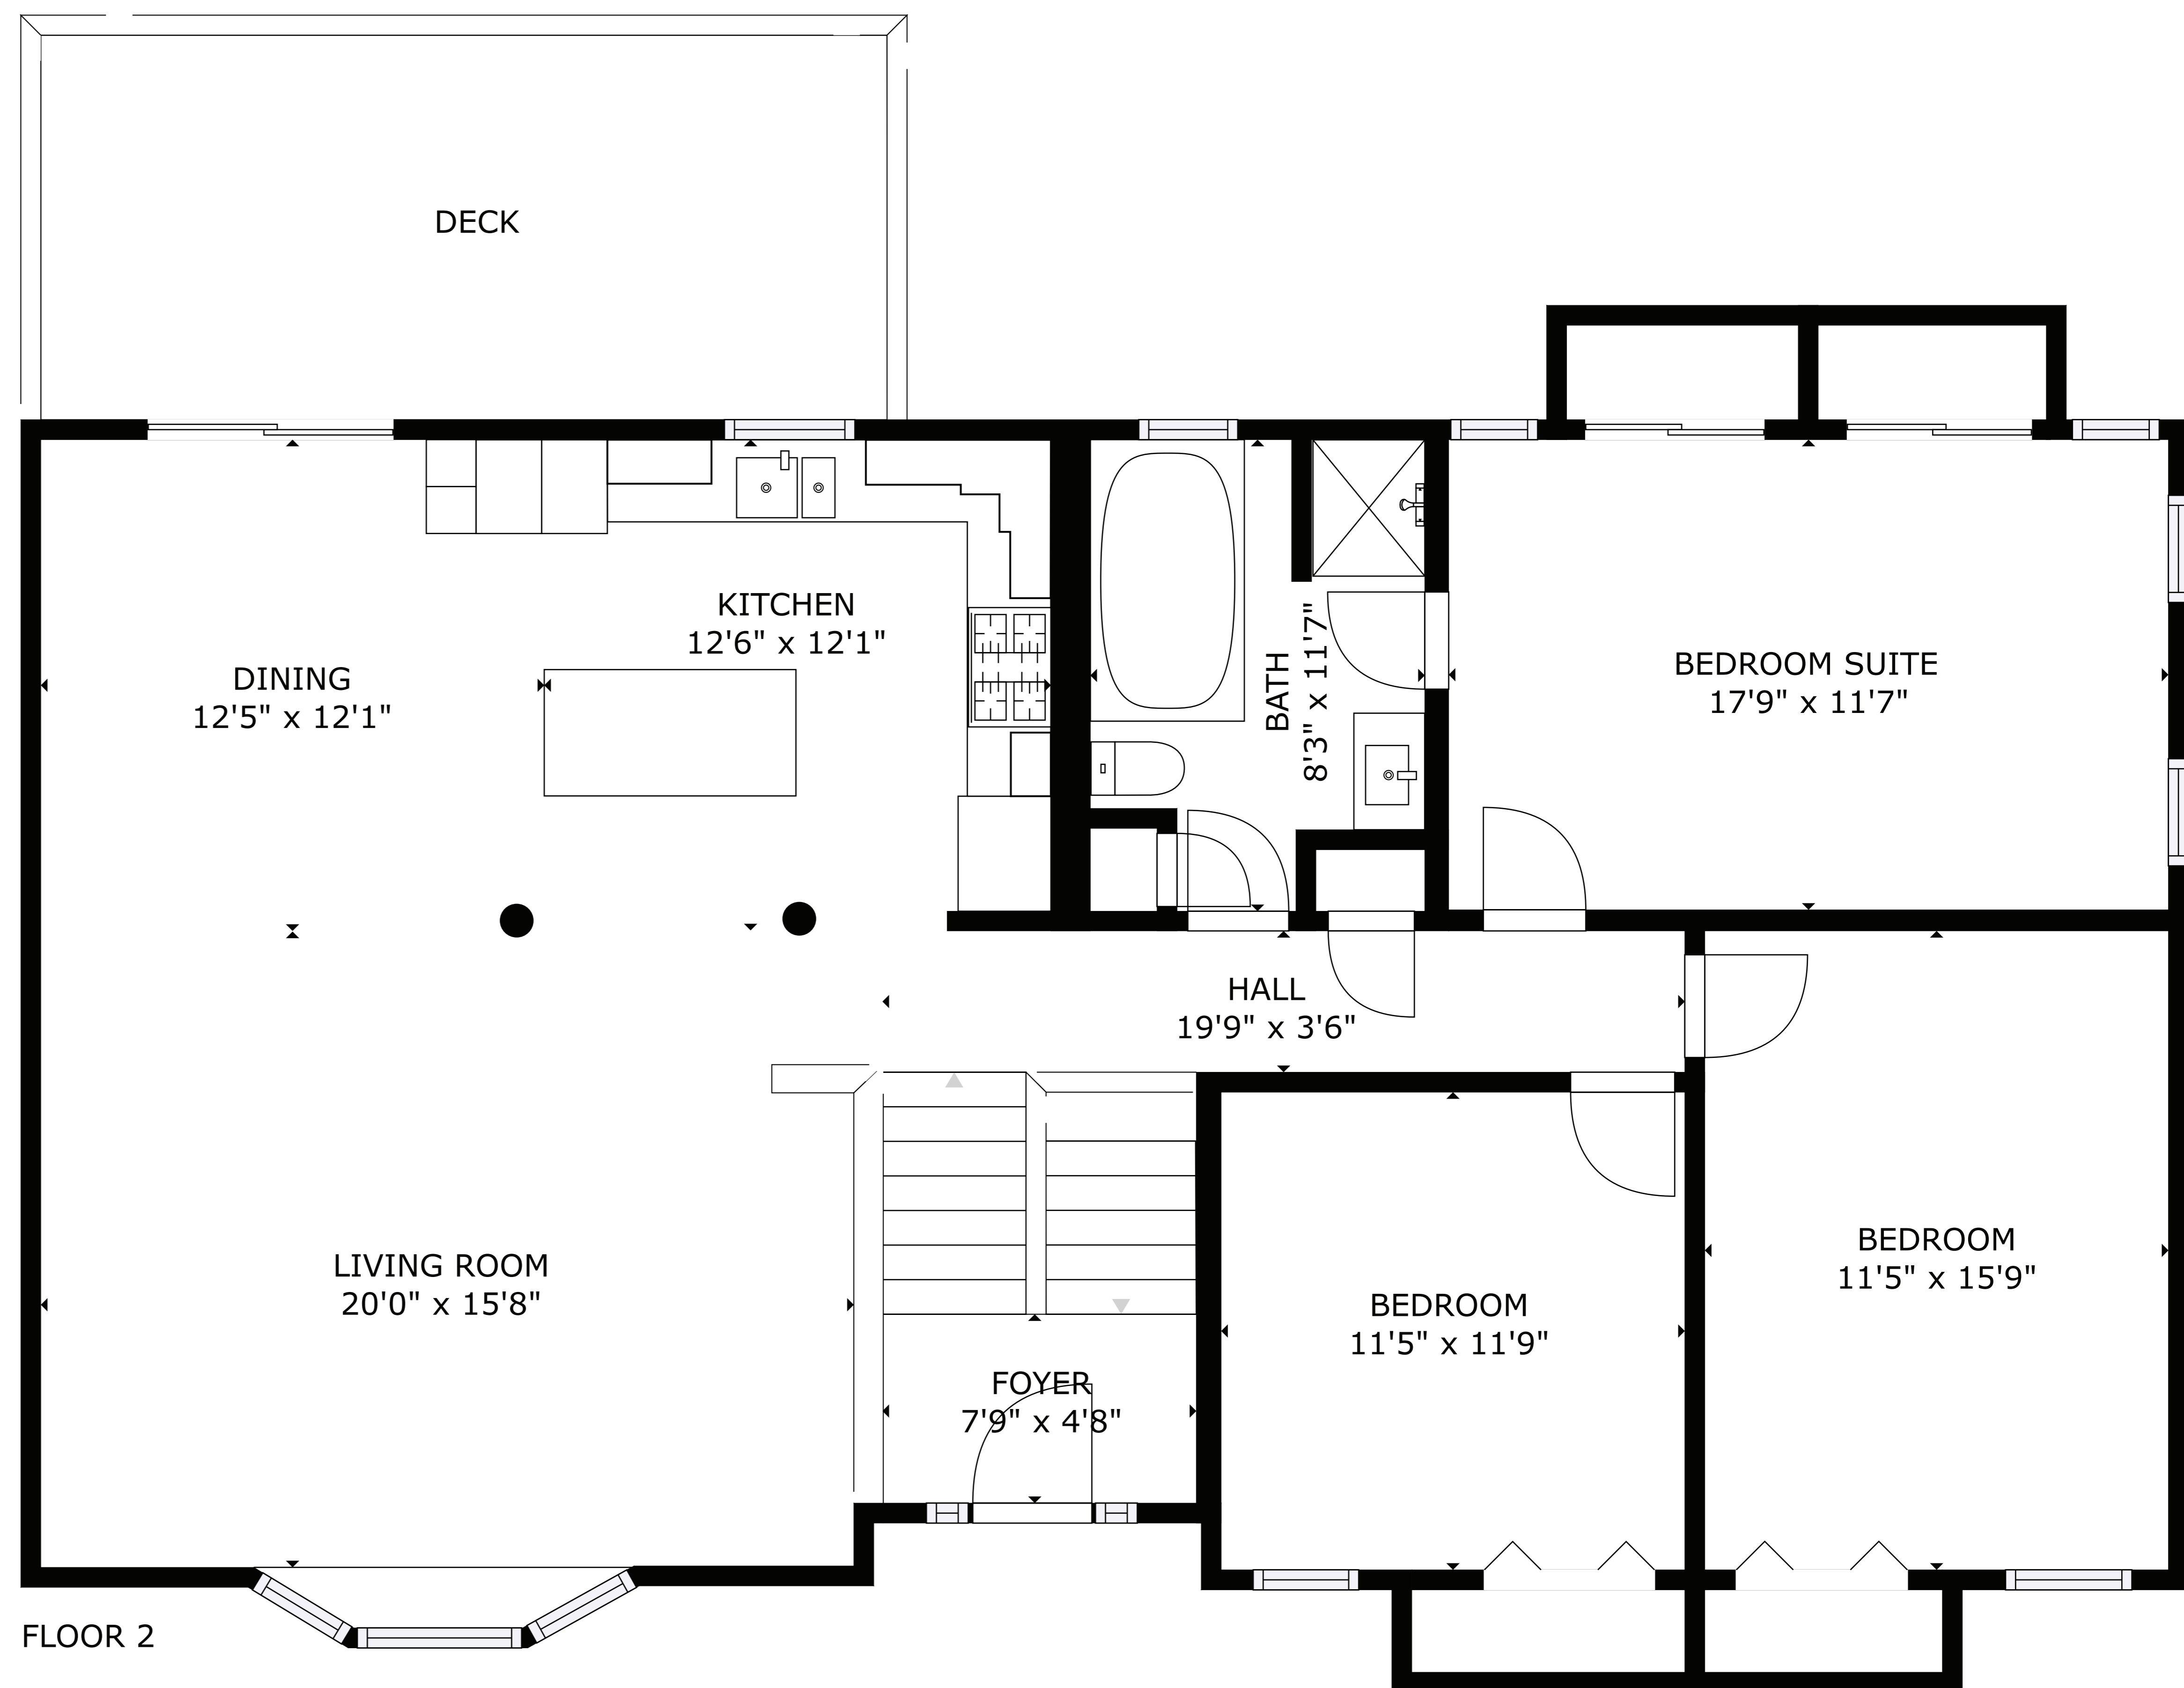 DECK
KITCHEN
12'6" x 12'1"
DINING
12'5" x 12'1"
BATH
8'3" x 11'7"
BEDROOM SUITE
17'9" x 11'7"
HALL
19'9" x 3'6"
LIVING ROOM
20'0" x 15'8"
BEDROOM
11'5" x 15'9"
BEDROOM
11'5" x 11'9"
FOYER
7'9" x 4'8"
FLOOR 2